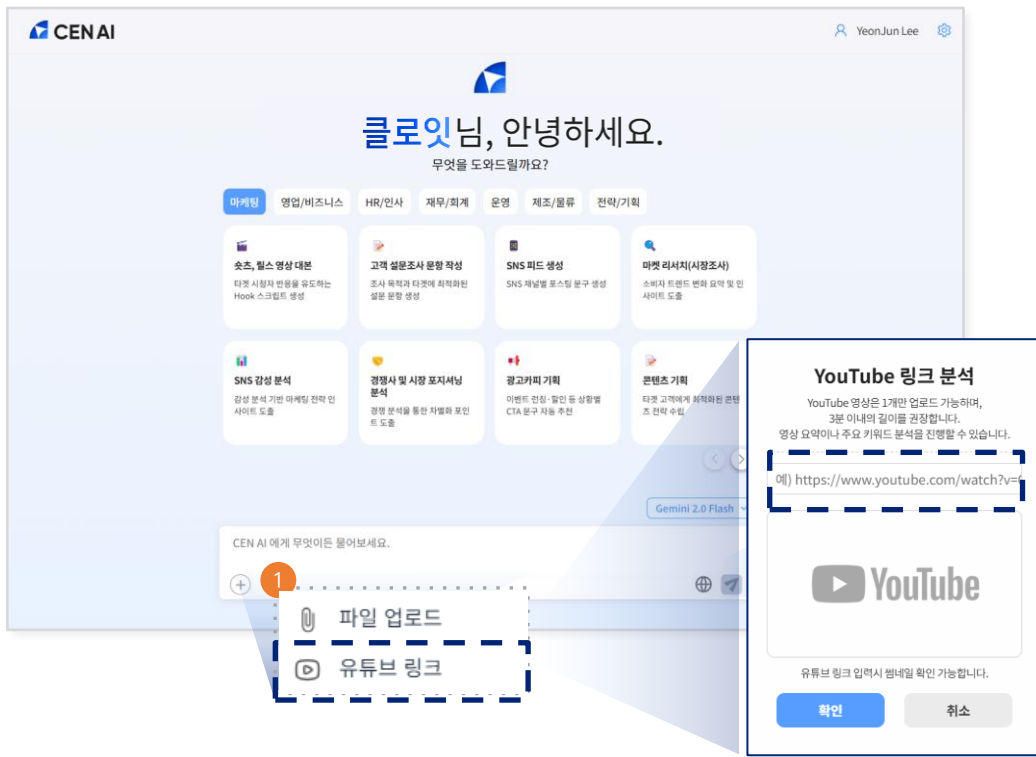 CEN AI
YeonJun Lee
클로잇님, 안녕하세요.
무엇을 도와드릴까요?
마케팅 영업/비즈니스 HR/인사 재무/회계 운영 제조/물류 전략/기획
숏츠, 릴스 영상 대본
타겟 시청자 반응을 유도하는
Hook 스크립트 생성
고객 설문조사 문항 작성
조사 목적과 타겟에 최적화된
설문 문항 생성
SNS 피드 생성
SNS 채널별 포스팅 문구 생성
마켓 리서치(시장조사)
소비자 트렌드 변화 요약 및 인
사이트 도출
SNS 감성 분석
감성 분석 기반 마케팅 전략 인
사이트 도출
경쟁사 및 시장 포지셔닝
분석
경쟁 분석을 통한 차별화 포인
트 도출
광고카피 기획
이벤트 런칭·할인 등 상황별
CTA 문구 자동 추천
콘텐츠 기획
타겟 고객에게 최적화된 콘텐
츠 전략 수립
Gemini 2.0 Flash
CEN AI 에게 무엇이든 물어보세요.
1
파일 업로드
유튜브 링크
YouTube 링크 분석
YouTube 영상은 1개만 업로드 가능하며,
3분 이내의 길이를 권장합니다.
영상 요약이나 주요 키워드 분석을 진행할 수 있습니다.
예) https://www.youtube.com/watch?v=
YouTube
유튜브 링크 입력시 썸네일 확인 가능합니다.
확인 취소